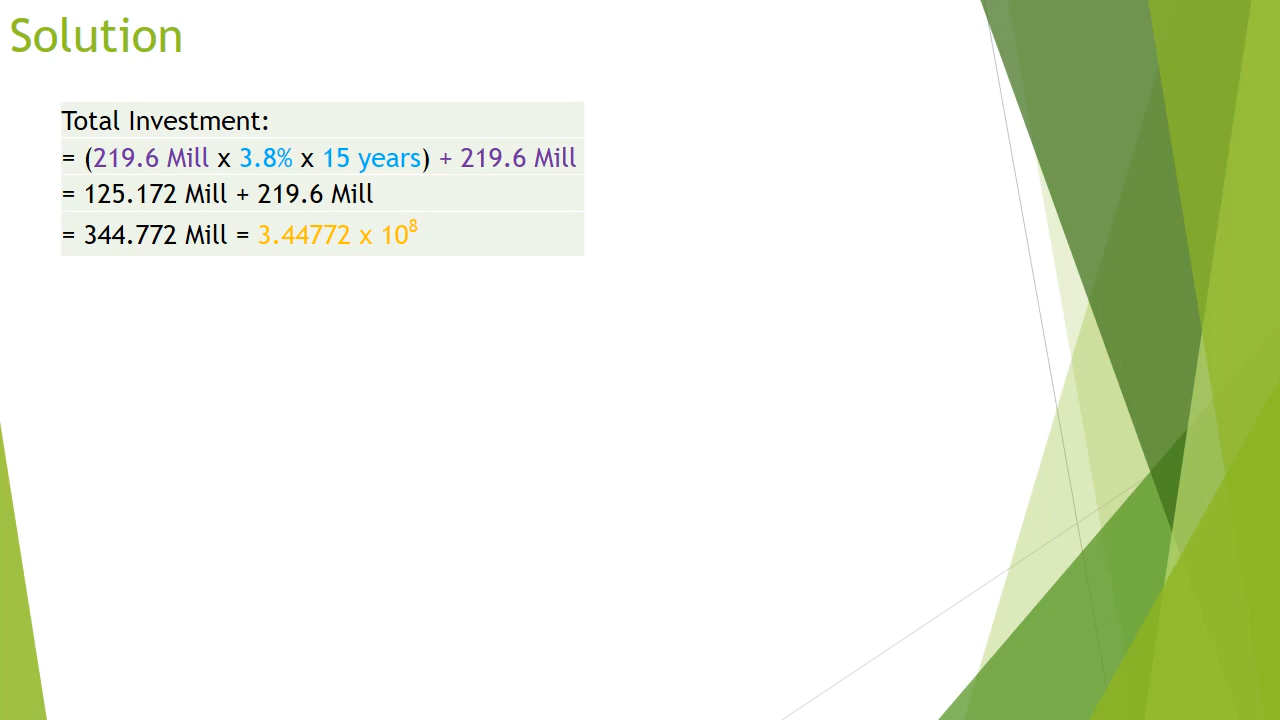 Solution
Total Investment:
= (219.6 Mill x 3.8% x 15 years) + 219.6 Mill
= 125.172 Mill + 219.6 Mill
= 344.772 Mill = 3.44772 x 10⁸